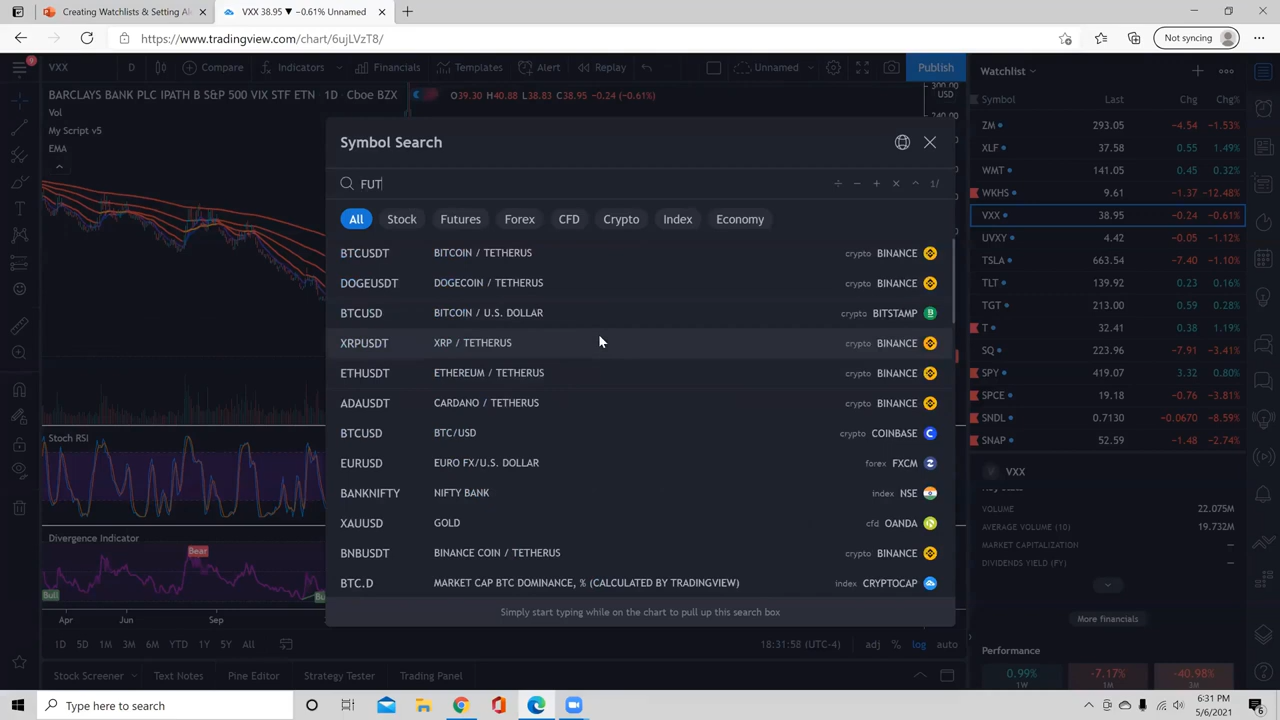 Creating Watchlists & Setting Al
VXX 38.95 ▼ −0.61% Unnamed
https://www.tradingview.com/chart/6ujLVzT8/
Not syncing
9
VXX
D
Compare
Indicators
Financials
Templates
Alert
Replay
Unnamed
Publish
Watchlist
BARCLAYS BANK PLC IPATH B S&P 500 VIX STF ETN
1D
Cboe BZX
O39.30 H40.88 L38.83 C38.95 −0.24 (−0.61%)
300.00
USD
240.00
Vol
My Script v5
EMA
Symbol Search
FUT
1/
All
Stock
Futures
Forex
CFD
Crypto
Index
Economy
BTCUSDT BITCOIN / TETHERUS crypto BINANCE
DOGEUSDT DOGECOIN / TETHERUS crypto BINANCE
BTCUSD BITCOIN / U.S. DOLLAR crypto BITSTAMP
XRPUSDT XRP / TETHERUS crypto BINANCE
ETHUSDT ETHEREUM / TETHERUS crypto BINANCE
ADAUSDT CARDANO / TETHERUS crypto BINANCE
BTCUSD BTC/USD crypto COINBASE
EURUSD EURO FX/U.S. DOLLAR forex FXCM
BANKNIFTY NIFTY BANK index NSE
XAUUSD GOLD cfd OANDA
BNBUSDT BINANCE COIN / TETHERUS crypto BINANCE
BTC.D MARKET CAP BTC DOMINANCE, % (CALCULATED BY TRADINGVIEW) index CRYPTOCAP
Simply start typing while on the chart to pull up this search box
Symbol Last Chg Chg%
ZM 293.05 −4.54 −1.53%
XLF 37.58 0.55 1.49%
WMT 141.05 0.45 0.32%
WKHS 9.61 −1.37 −12.48%
VXX 38.95 −0.24 −0.61%
UVXY 4.42 −0.05 −1.12%
TSLA 663.54 −7.40 −1.10%
TLT 139.92 0.23 0.16%
TGT 213.00 0.59 0.28%
T 32.41 0.38 1.19%
SQ 223.96 −7.91 −3.41%
SPY 419.07 3.32 0.80%
SPCE 19.18 −0.76 −3.81%
SNDL 0.7130 −0.0670 −8.59%
SNAP 52.59 −1.48 −2.74%
VXX
VOLUME 22.075M
AVERAGE VOLUME (10) 19.732M
MARKET CAPITALIZATION —
DIVIDENDS YIELD (FY) —
More financials
Performance
0.99% −7.17% −40.98%
1W 1M 3M
Stoch RSI
Divergence Indicator
Bear
Bull
Bu
Apr Jun Sep
1D 5D 1M 3M 6M YTD 1Y 5Y All
18:31:58 (UTC-4)
adj % log auto
Stock Screener
Text Notes
Pine Editor
Strategy Tester
Trading Panel
Type here to search
6:31 PM
5/6/2021
6